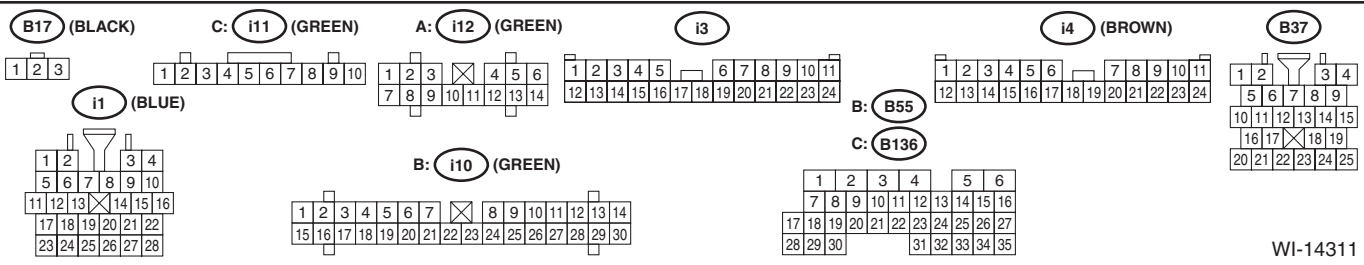 B17 (BLACK)
1 2 3
C: i11 (GREEN)
1 2 3 4 5 6 7 8 9 10
A: i12 (GREEN)
1 2 3 4 5 6
7 8 9 10 11 12 13 14
i3
1 2 3 4 5 6 7 8 9 10 11
12 13 14 15 16 17 18 19 20 21 22 23 24
i4 (BROWN)
1 2 3 4 5 6 7 8 9 10 11
12 13 14 15 16 17 18 19 20 21 22 23 24
B37
1 2 3 4
5 6 7 8 9
10 11 12 13 14 15
16 17 18 19
20 21 22 23 24 25
i1 (BLUE)
1 2 3 4
5 6 7 8 9 10
11 12 13 14 15 16
17 18 19 20 21 22
23 24 25 26 27 28
B: i10 (GREEN)
1 2 3 4 5 6 7 8 9 10 11 12 13 14
15 16 17 18 19 20 21 22 23 24 25 26 27 28 29 30
B: B55
C: B136
1 2 3 4 5 6
7 8 9 10 11 12 13 14 15 16
17 18 19 20 21 22 23 24 25 26 27
28 29 30 31 32 33 34 35
WI-14311